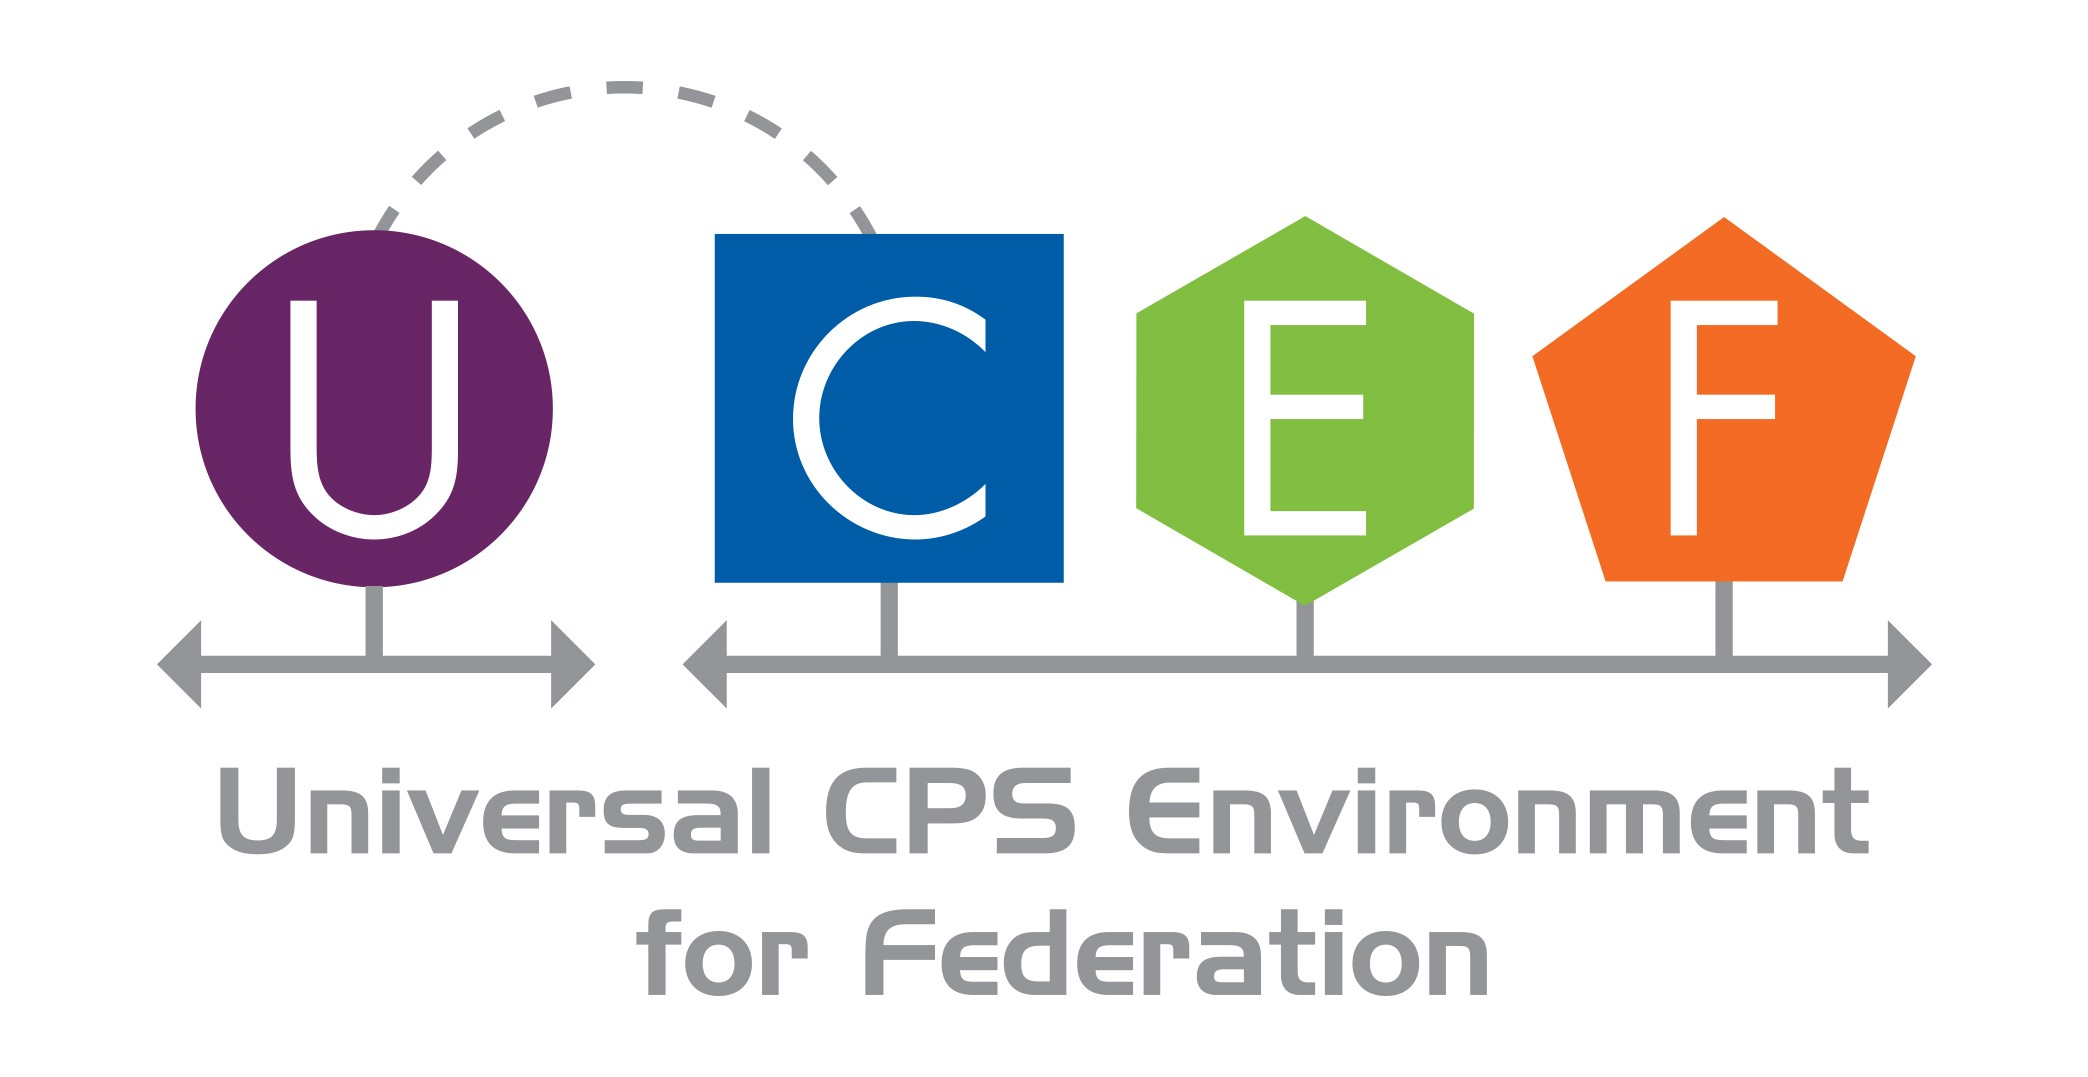 U C E F
Universal CPS Environment
for Federation